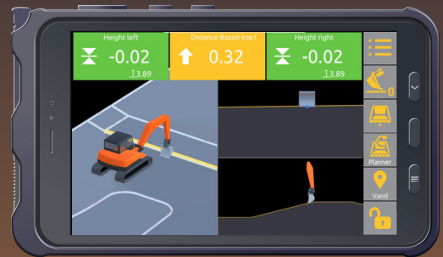 Height left
-0.02
⌶3.89
Distance Bassin-top1
0.32
Height right
-0.02
⌶3.89
0
Planner
Vand